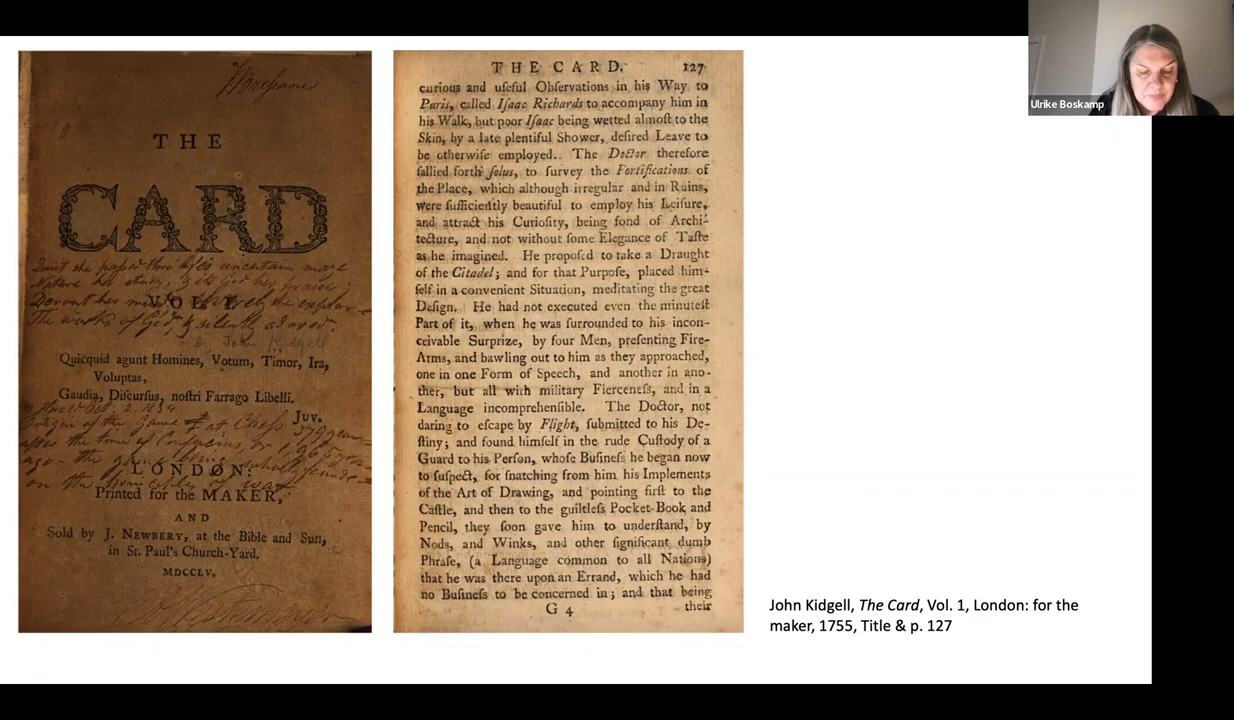 THE
CARD
VOL. I.
Quicquid agunt Homines, Votum, Timor, Ira,
Voluptas,
Gaudia, Discursus, nostri Farrago Libelli.
Juv.
LONDON:
Printed for the MAKER,
AND
Sold by J. NEWBERY, at the Bible and Sun,
in St. Paul's Church-Yard,
MDCCLV.
THE CARD. 127
curious and uſeful Obſervations in his Way to
Paris, called Iſaac Richards to accompany him in
his Walk, but poor Iſaac being wetted almoſt to the
Skin, by a late plentiful Shower, deſired Leave to
be otherwiſe employed.. The Doctor therefore
ſallied forth ſolus, to ſurvey the Fortifications of
the Place, which although irregular and in Ruins,
were ſufficiently beautiful to employ his Leiſure,
and attract his Curioſity, being fond of Archi-
tecture, and not without ſome Elegance of Taſte
as he imagined. He propoſed to take a Draught
of the Citadel; and for that Purpoſe, placed him-
ſelf in a convenient Situation, meditating the great
Deſign. He had not executed even the minuteſt
Part of it, when he was ſurrounded to his incon-
ceivable Surprize, by four Men, preſenting Fire-
Arms, and bawling out to him as they approached,
one in one Form of Speech, and another in ano-
ther, but all with military Fierceneſs, and in a
Language incomprehenſible. The Doctor, not
daring to eſcape by Flight, ſubmitted to his De-
ſtiny; and found himſelf in the rude Cuſtody of a
Guard to his Perſon, whoſe Buſineſs he began now
to ſuſpect, for ſnatching from him his Implements
of the Art of Drawing, and pointing firſt to the
Caſtle, and then to the guiltleſs Pocket-Book and
Pencil, they ſoon gave him to underſtand, by
Nods, and Winks, and other ſignificant dumb
Phraſe, (a Language common to all Nations)
that he was there upon an Errand, which he had
no Buſineſs to be concerned in; and that being
G 4 their
John Kidgell, The Card, Vol. 1, London: for the
maker, 1755, Title & p. 127
Ulrike Boskamp